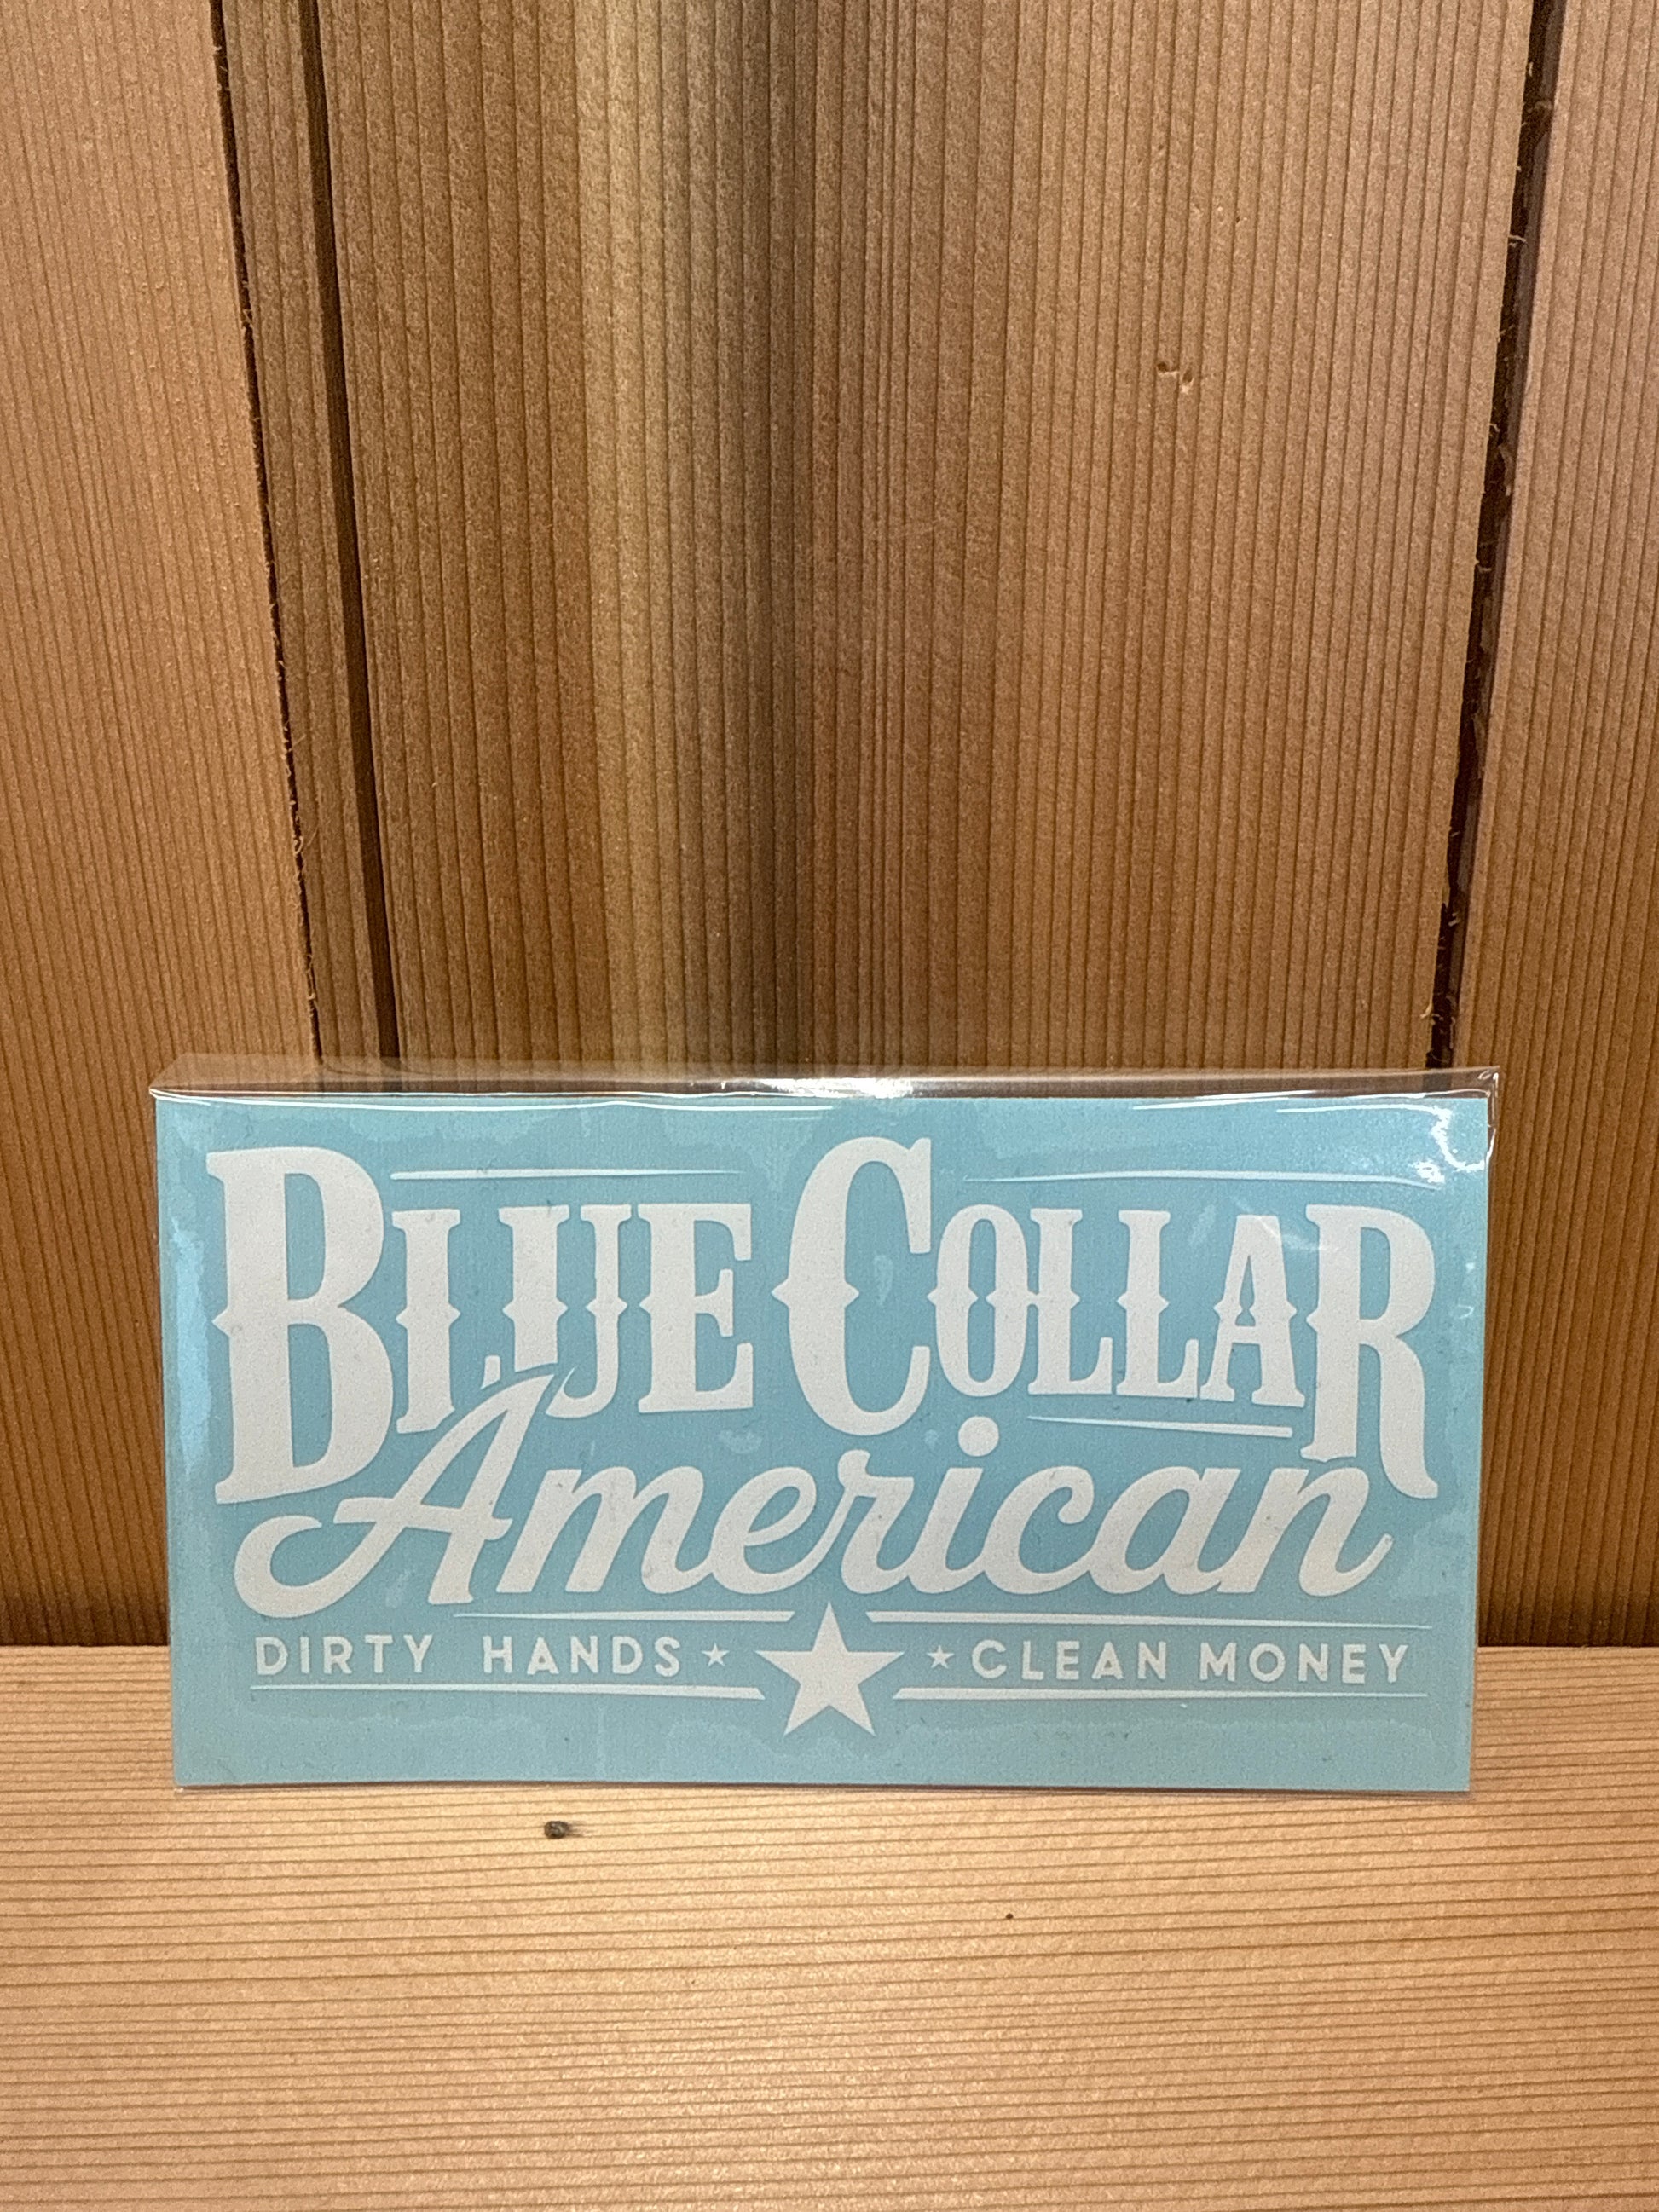 BLUE COLLAR
American
DIRTY HANDS ★ ★ ★ CLEAN MONEY